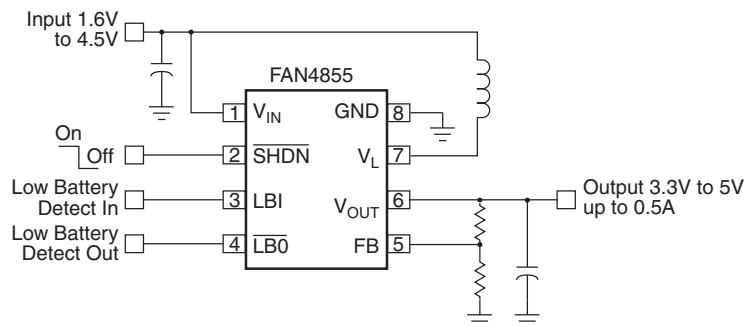 Input 1.6V
to 4.5V
FAN4855
1 VIN GND 8
On
Off 2 SHDN VL 7
Low Battery
Detect In 3 LBI VOUT 6 Output 3.3V to 5V
up to 0.5A
Low Battery
Detect Out 4 LB0 FB 5